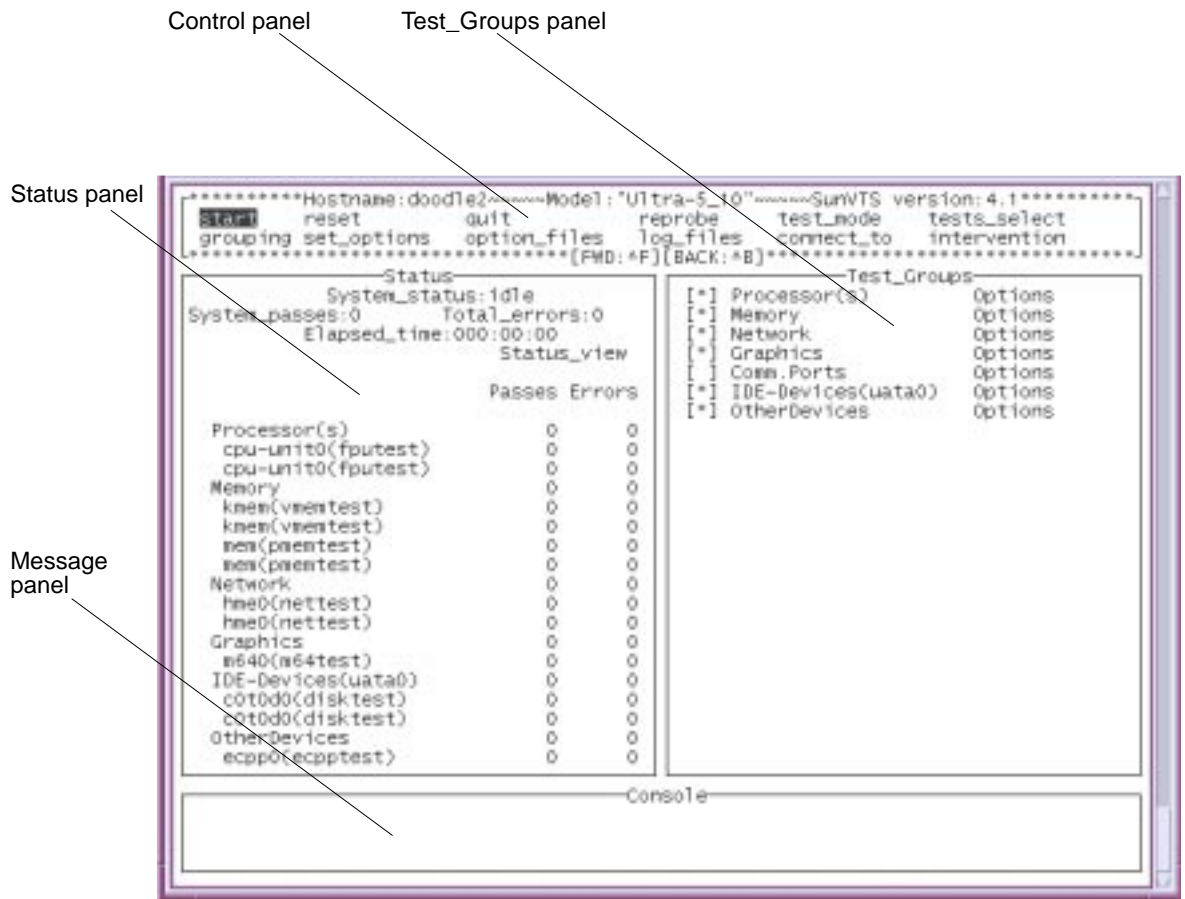 Control panel
Test_Groups panel
Status panel
Message
panel
**********Hostname:doodle2~~~~~Model:"Ultra-5_10"~~~~~SunVTS version:4.1***********
start reset quit reprobe test_mode tests_select
grouping set_options option_files log_files connect_to intervention
[FWD:^F][BACK:^B]
Status
System_status:idle
System_passes:0 Total_errors:0
Elapsed_time:000:00:00
Status_view
Passes Errors
Processor(s) 0 0
cpu-unit0(fputest) 0 0
cpu-unit0(fputest) 0 0
Memory 0 0
kmem(vmemtest) 0 0
kmem(vmemtest) 0 0
mem(pmemtest) 0 0
mem(pmemtest) 0 0
Network 0 0
hme0(nettest) 0 0
hme0(nettest) 0 0
Graphics 0 0
m640(m64test) 0 0
IDE-Devices(uata0) 0 0
c0t0d0(disktest) 0 0
c0t0d0(disktest) 0 0
OtherDevices 0 0
ecpp0(ecpptest) 0 0
Test_Groups
[*] Processor(s) Options
[*] Memory Options
[*] Network Options
[*] Graphics Options
[ ] Comm.Ports Options
[*] IDE-Devices(uata0) Options
[*] OtherDevices Options
Console